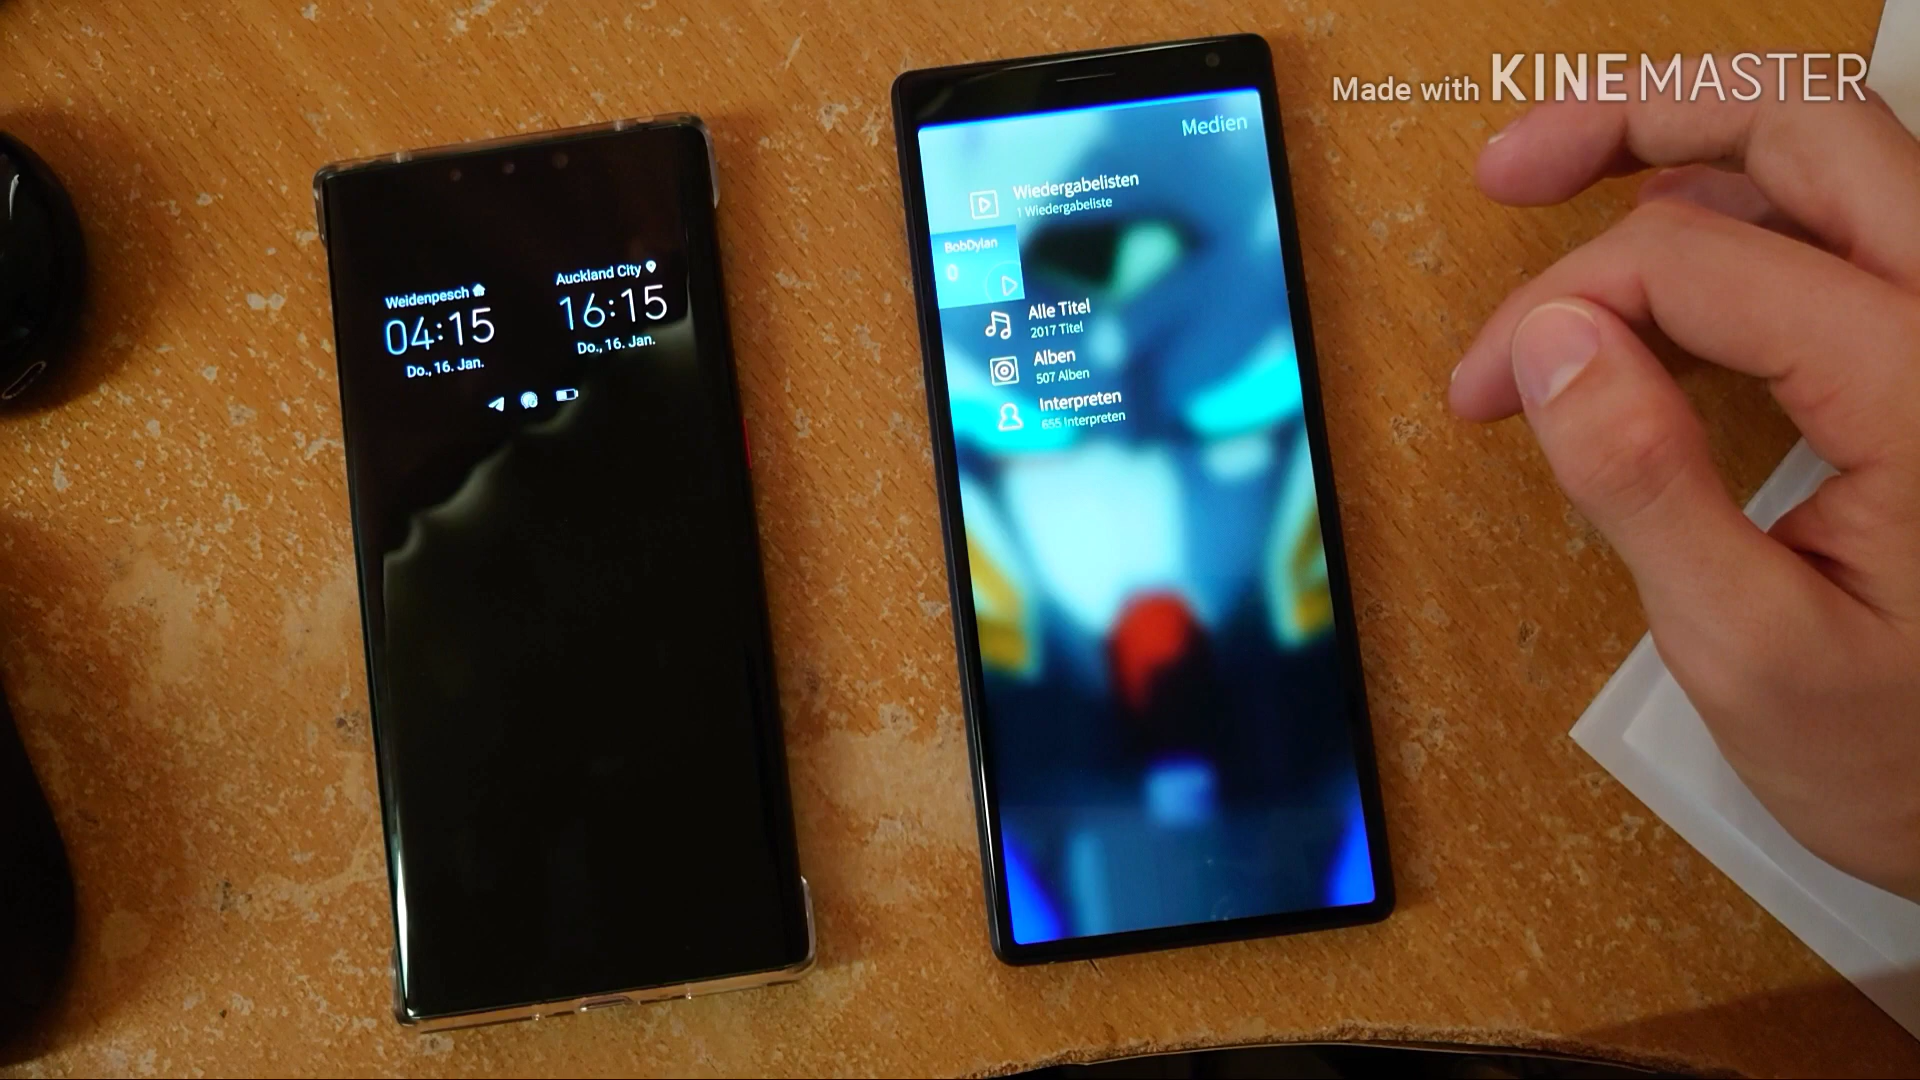 Made with KINEMASTER
Weidenpesch
04:15
Do., 16. Jan.
Auckland City
16:15
Do., 16. Jan.
Medien
Wiedergabelisten
1 Wiedergabeliste
BobDylan
0
Alle Titel
2017 Titel
Alben
507 Alben
Interpreten
655 Interpreten